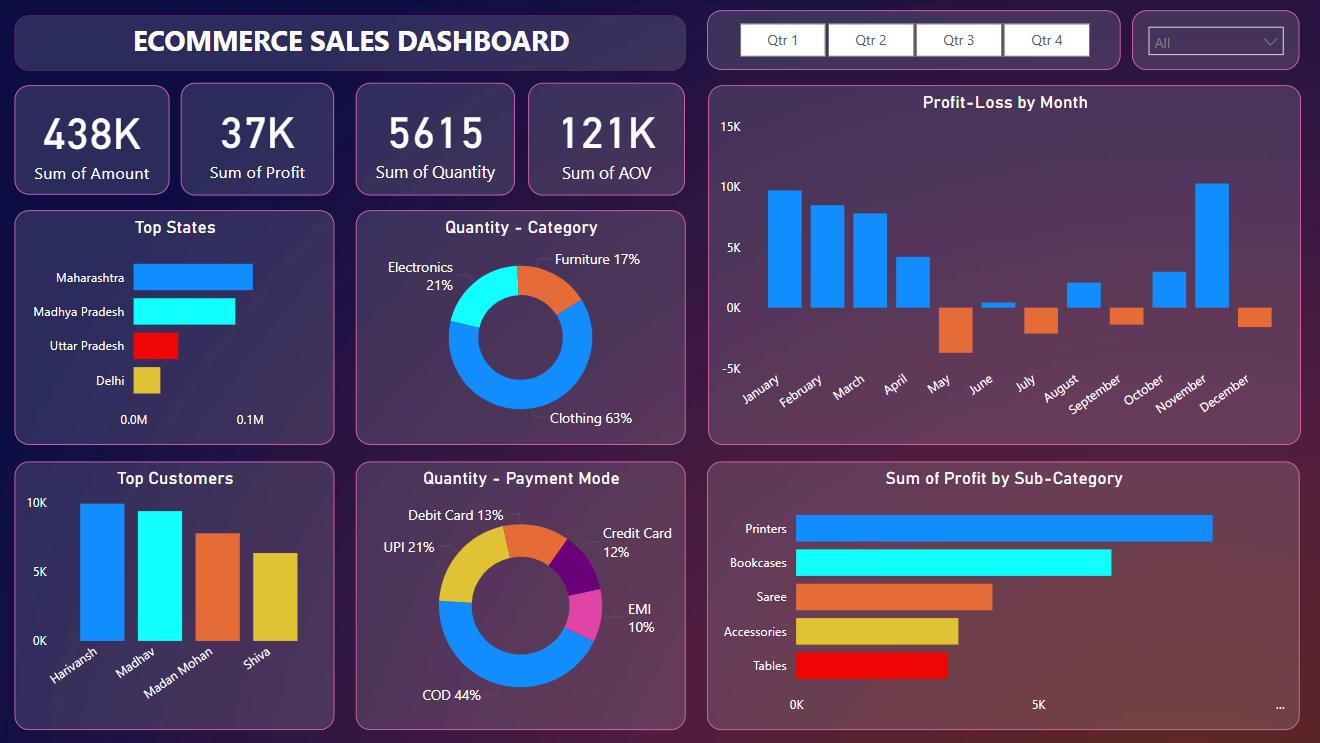 ECOMMERCE SALES DASHBOARD
Qtr 1
Qtr 2
Qtr 3
Qtr 4
All
438K
Sum of Amount
37K
Sum of Profit
5615
Sum of Quantity
121K
Sum of AOV
Profit-Loss by Month
15K
10K
5K
0K
-5K
January
February
March
April
May
June
July
August
September
October
November
December
Top States
Maharashtra
Madhya Pradesh
Uttar Pradesh
Delhi
0.0M
0.1M
Quantity - Category
Furniture 17%
Electronics
21%
Clothing 63%
Top Customers
10K
5K
0K
Harivansh
Madhav
Madan Mohan
Shiva
Quantity - Payment Mode
Debit Card 13%
Credit Card
12%
UPI 21%
EMI
10%
COD 44%
Sum of Profit by Sub-Category
Printers
Bookcases
Saree
Accessories
Tables
0K
5K
...